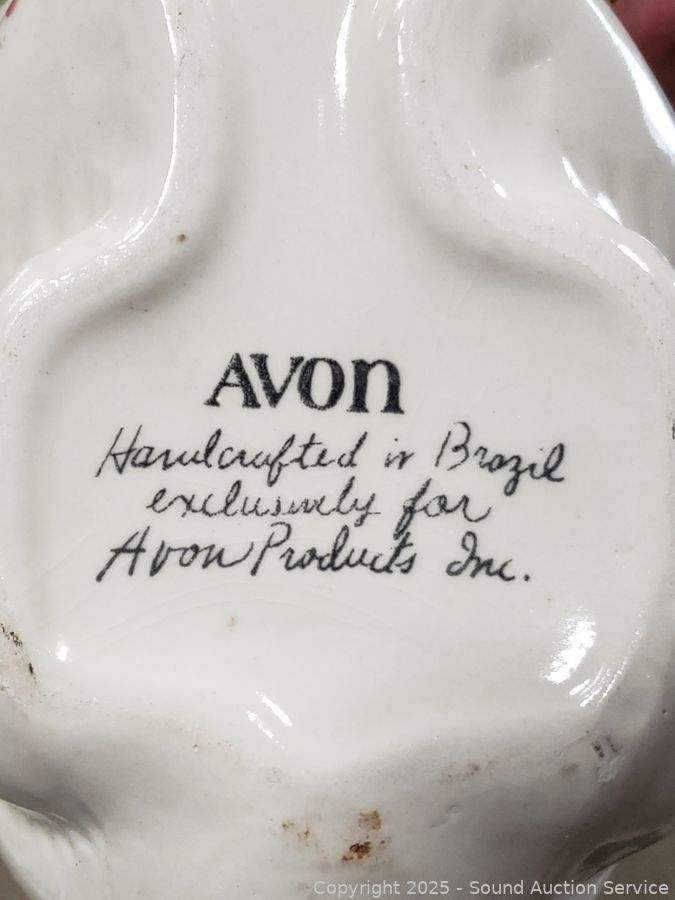 AVON
Handcrafted in Brazil
exclusively for
Avon Products Inc.
Copyright 2025 - Sound Auction Service